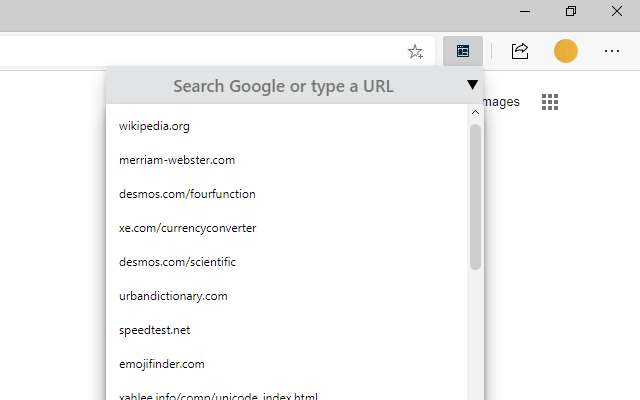 Search Google or type a URL
mages
wikipedia.org
merriam-webster.com
desmos.com/fourfunction
xe.com/currencyconverter
desmos.com/scientific
urbandictionary.com
speedtest.net
emojifinder.com
xahlee.info/comp/unicode_index.html